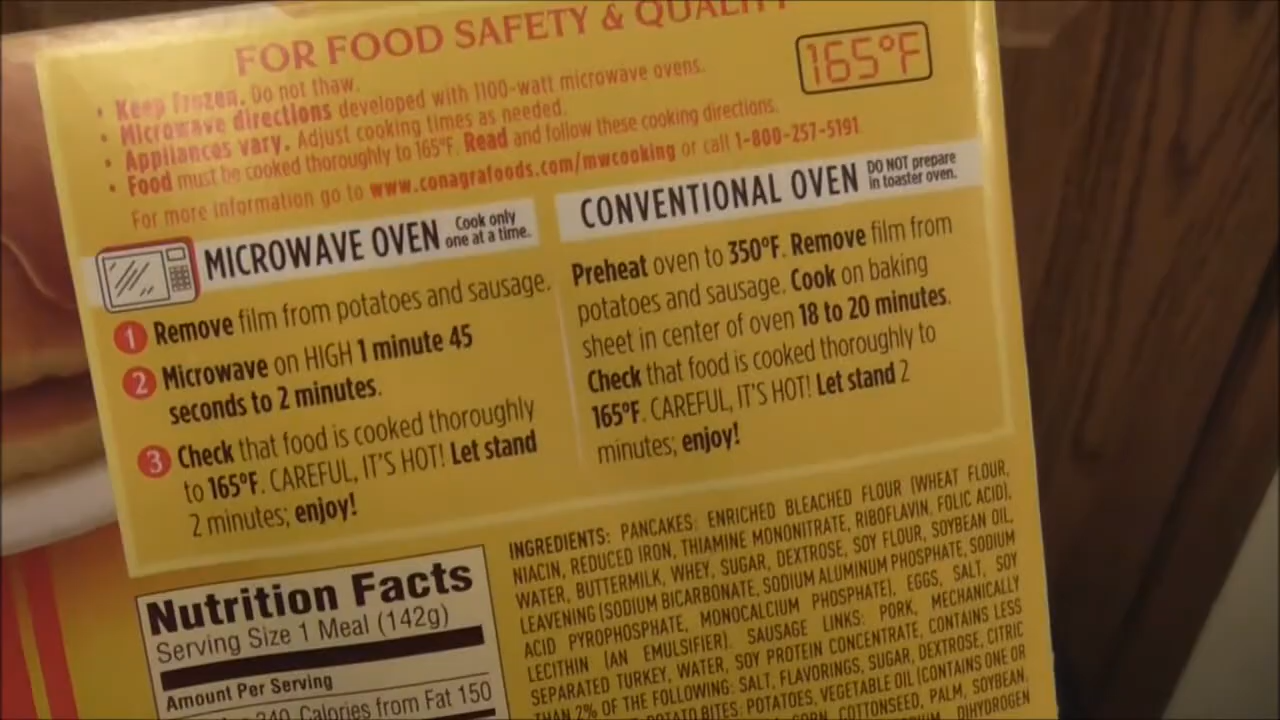 FOR FOOD SAFETY & QUALITY
165°F
• Keep frozen. Do not thaw.
• Microwave directions developed with 1100-watt microwave ovens.
• Appliances vary. Adjust cooking times as needed.
• Food must be cooked thoroughly to 165°F. Read and follow these cooking directions.
For more information go to www.conagrafoods.com/mwcooking or call 1-800-257-5191
MICROWAVE OVEN Cook only
one at a time.
1 Remove film from potatoes and sausage.
2 Microwave on HIGH 1 minute 45
seconds to 2 minutes.
3 Check that food is cooked thoroughly
to 165°F. CAREFUL, IT'S HOT! Let stand
2 minutes; enjoy!
CONVENTIONAL OVEN DO NOT prepare
in toaster oven.
Preheat oven to 350°F. Remove film from
potatoes and sausage. Cook on baking
sheet in center of oven 18 to 20 minutes.
Check that food is cooked thoroughly to
165°F. CAREFUL, IT'S HOT! Let stand 2
minutes; enjoy!
Nutrition Facts
Serving Size 1 Meal (142g)
Amount Per Serving
340 Calories from Fat 150
INGREDIENTS: PANCAKES: ENRICHED BLEACHED FLOUR (WHEAT FLOUR,
NIACIN, REDUCED IRON, THIAMINE MONONITRATE, RIBOFLAVIN, FOLIC ACID),
WATER, BUTTERMILK, WHEY, SUGAR, DEXTROSE, SOY FLOUR, SOYBEAN OIL,
LEAVENING (SODIUM BICARBONATE, SODIUM ALUMINUM PHOSPHATE, SODIUM
ACID PYROPHOSPHATE, MONOCALCIUM PHOSPHATE), EGGS, SALT, SOY
LECITHIN (AN EMULSIFIER). SAUSAGE LINKS: PORK, MECHANICALLY
SEPARATED TURKEY, WATER, SOY PROTEIN CONCENTRATE, CONTAINS LESS
THAN 2% OF THE FOLLOWING: SALT, FLAVORINGS, SUGAR, DEXTROSE, CITRIC
POTATO BITES: POTATOES, VEGETABLE OIL (CONTAINS ONE OR
CORN, COTTONSEED, PALM, SOYBEAN,
DIHYDROGEN